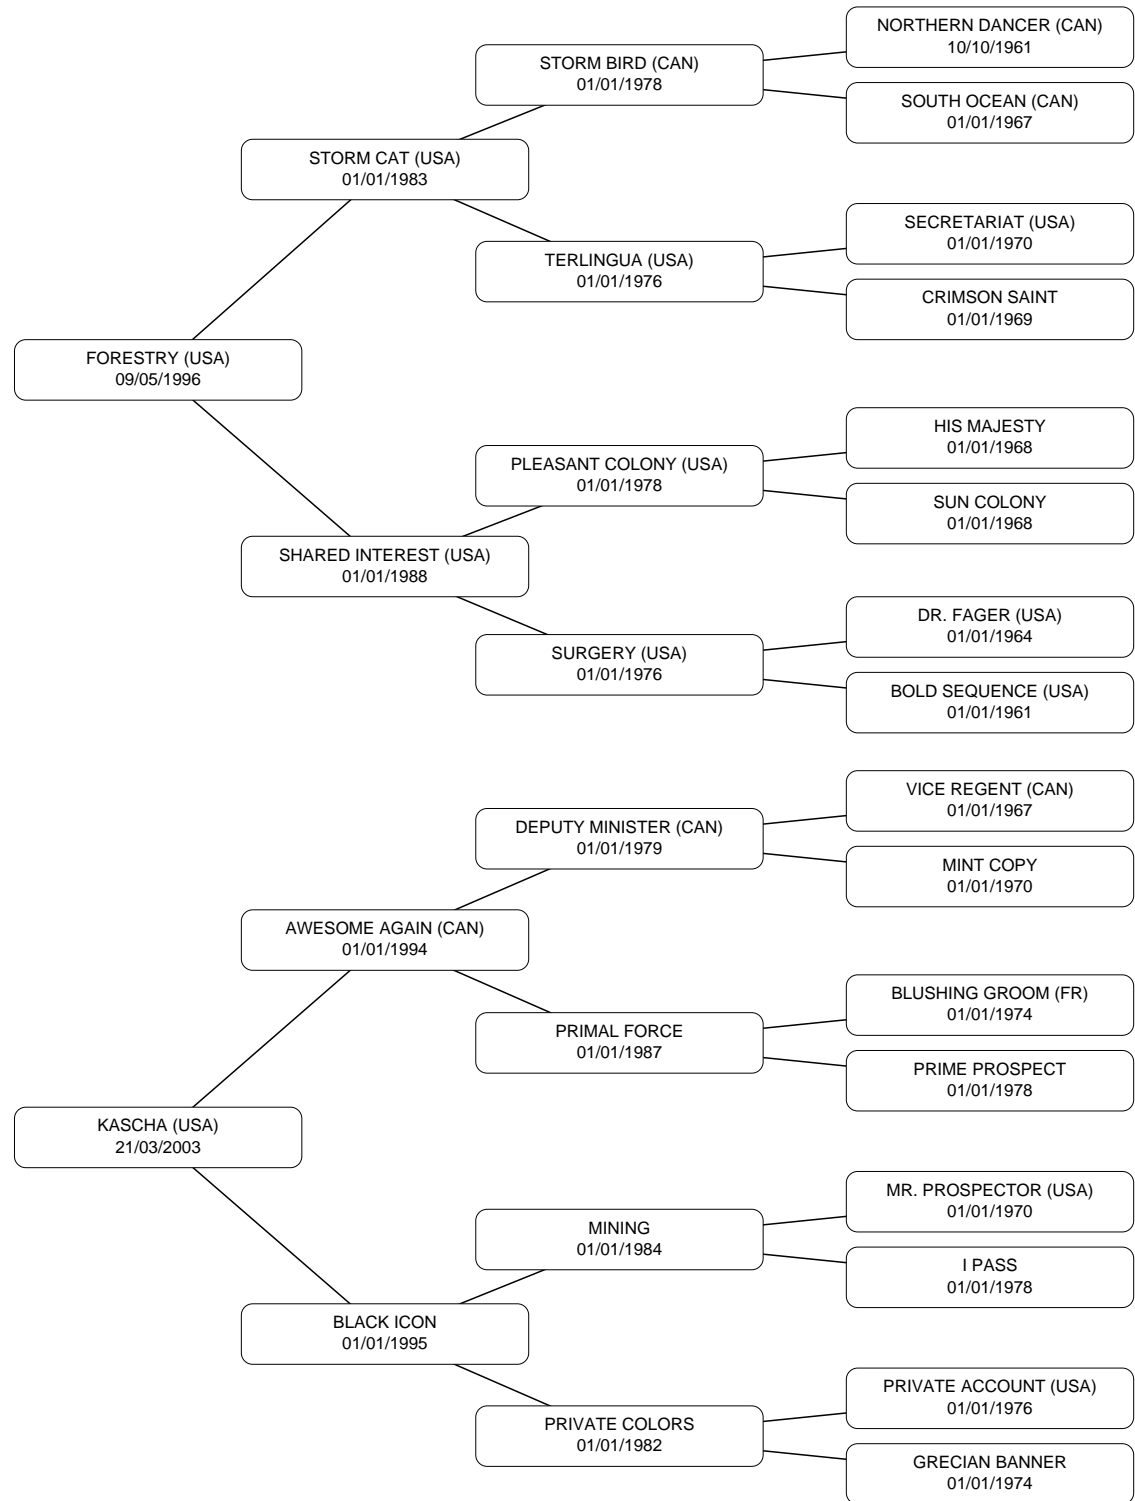 NORTHERN DANCER (CAN)
10/10/1961
STORM BIRD (CAN)
01/01/1978
SOUTH OCEAN (CAN)
01/01/1967
STORM CAT (USA)
01/01/1983
SECRETARIAT (USA)
01/01/1970
TERLINGUA (USA)
01/01/1976
CRIMSON SAINT
01/01/1969
FORESTRY (USA)
09/05/1996
HIS MAJESTY
01/01/1968
PLEASANT COLONY (USA)
01/01/1978
SUN COLONY
01/01/1968
SHARED INTEREST (USA)
01/01/1988
DR. FAGER (USA)
01/01/1964
SURGERY (USA)
01/01/1976
BOLD SEQUENCE (USA)
01/01/1961
VICE REGENT (CAN)
01/01/1967
DEPUTY MINISTER (CAN)
01/01/1979
MINT COPY
01/01/1970
AWESOME AGAIN (CAN)
01/01/1994
BLUSHING GROOM (FR)
01/01/1974
PRIMAL FORCE
01/01/1987
PRIME PROSPECT
01/01/1978
KASCHA (USA)
21/03/2003
MR. PROSPECTOR (USA)
01/01/1970
MINING
01/01/1984
I PASS
01/01/1978
BLACK ICON
01/01/1995
PRIVATE ACCOUNT (USA)
01/01/1976
PRIVATE COLORS
01/01/1982
GRECIAN BANNER
01/01/1974